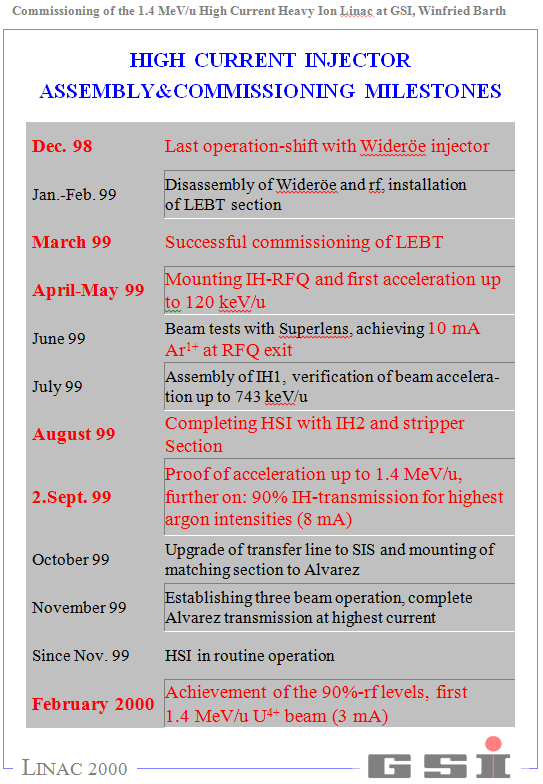 Commissioning of the 1.4 MeV/u High Current Heavy Ion Linac at GSI, Winfried Barth
HIGH CURRENT INJECTOR
ASSEMBLY&COMMISSIONING MILESTONES
Dec. 98 Last operation-shift with Wideröe injector
Jan.-Feb. 99 Disassembly of Wideröe and rf, installation
of LEBT section
March 99 Successful commissioning of LEBT
April-May 99 Mounting IH-RFQ and first acceleration up
to 120 keV/u
June 99 Beam tests with Superlens, achieving 10 mA
Ar¹⁺ at RFQ exit
July 99 Assembly of IH1, verification of beam accelera-
tion up to 743 keV/u
August 99 Completing HSI with IH2 and stripper
Section
2.Sept. 99 Proof of acceleration up to 1.4 MeV/u,
further on: 90% IH-transmission for highest
argon intensities (8 mA)
October 99 Upgrade of transfer line to SIS and mounting of
matching section to Alvarez
November 99 Establishing three beam operation, complete
Alvarez transmission at highest current
Since Nov. 99 HSI in routine operation
February 2000 Achievement of the 90%-rf levels, first
1.4 MeV/u U⁴⁺ beam (3 mA)
LINAC 2000
GSI